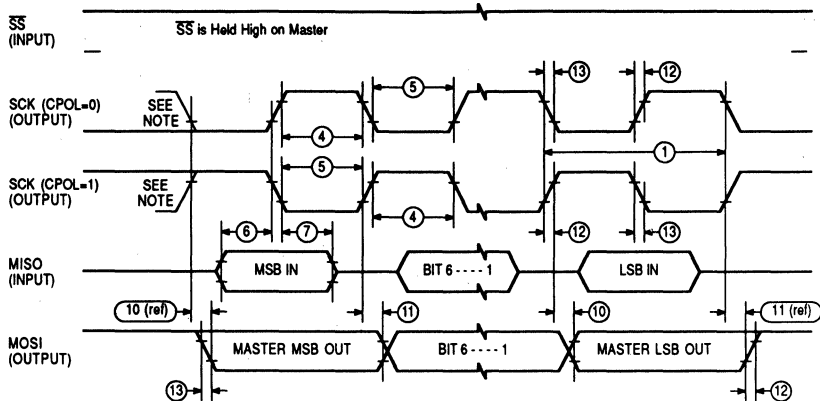 SS
(INPUT)
SS is Held High on Master
13
12
5
SCK (CPOL=0)
(OUTPUT)
SEE
NOTE
4
1
5
SCK (CPOL=1)
(OUTPUT)
SEE
NOTE
4
12
13
6
7
MISO
(INPUT)
MSB IN
BIT 6 - - - - 1
LSB IN
10 (ref)
11
10
11 (ref)
MOSI
(OUTPUT)
MASTER MSB OUT
BIT 6 - - - - 1
MASTER LSB OUT
13
12